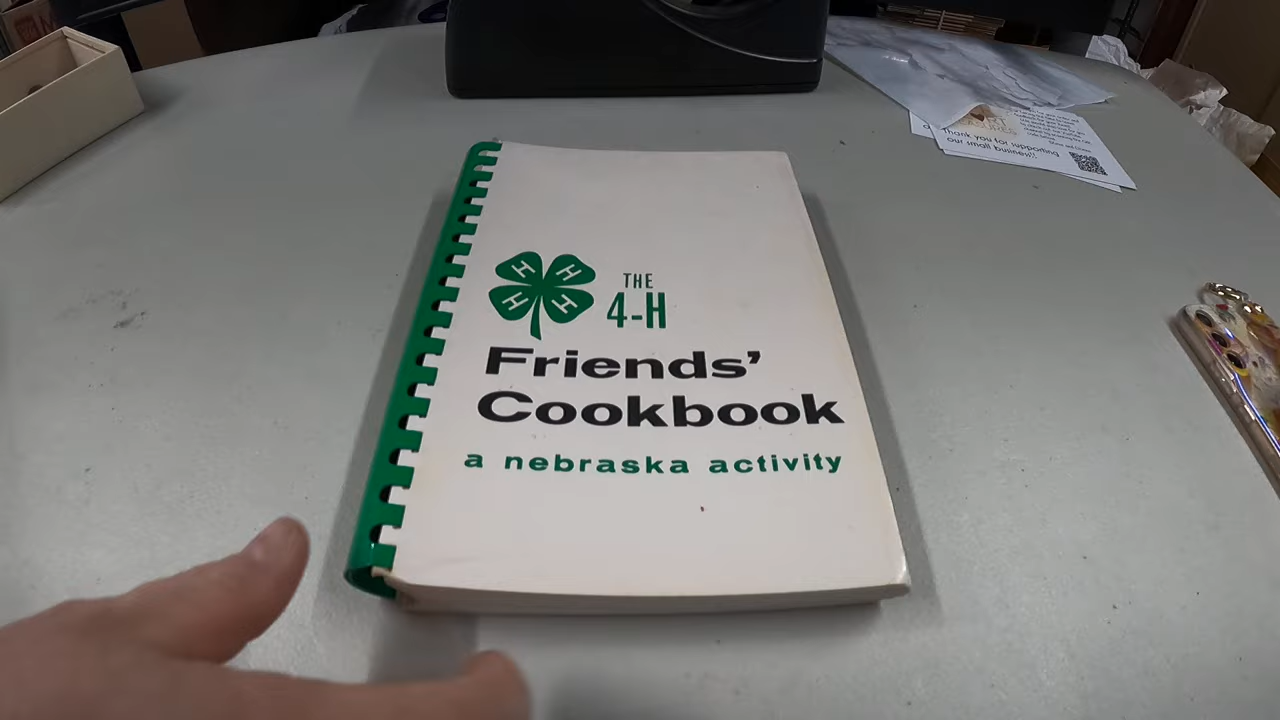 H H
H H
THE
4-H
Friends'
Cookbook
a nebraska activity
Thank you for supporting
our small business!!